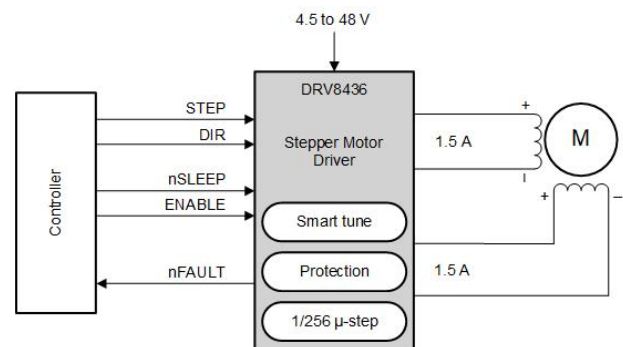 4.5 to 48 V
DRV8436
Stepper Motor
Driver
Smart tune
Protection
1/256 µ-step
Controller
STEP
DIR
nSLEEP
ENABLE
nFAULT
+
1.5 A
–
M
+
–
1.5 A